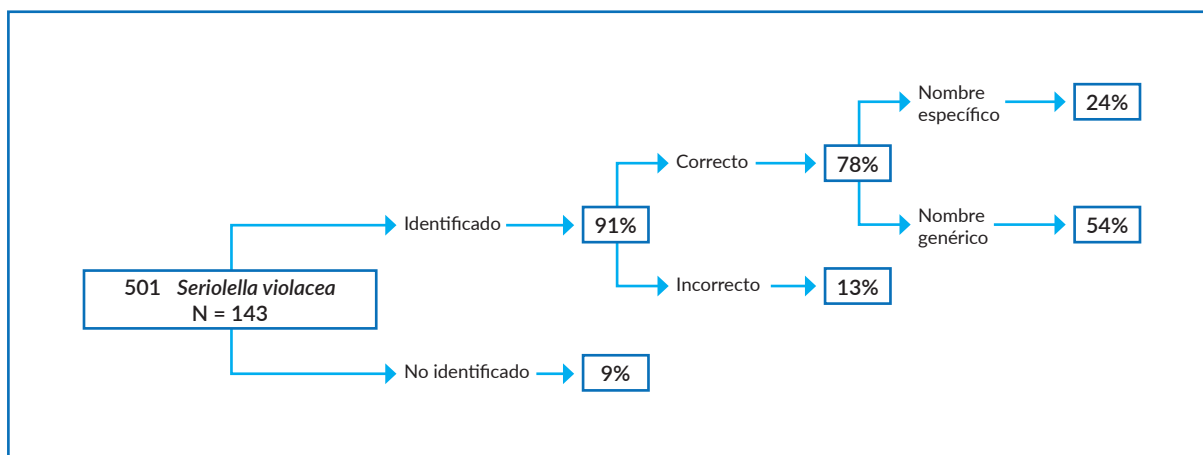 Nombre
específico
24%
Correcto
78%
Identificado
91%
Nombre
genérico
54%
501 Seriolella violacea
N = 143
Incorrecto
13%
No identificado
9%